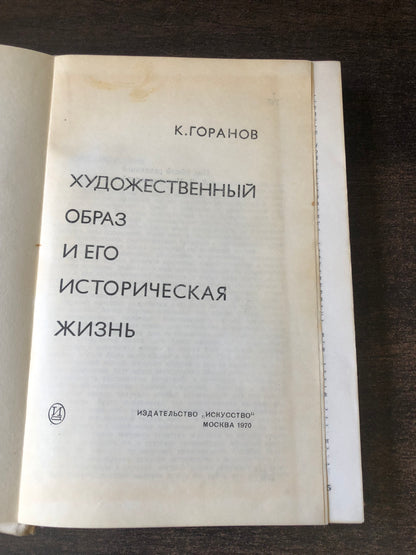 К. ГОРАНОВ
ХУДОЖЕСТВЕННЫЙ
ОБРАЗ
И ЕГО
ИСТОРИЧЕСКАЯ
ЖИЗНЬ
ИЗДАТЕЛЬСТВО „ИСКУССТВО“
МОСКВА 1970